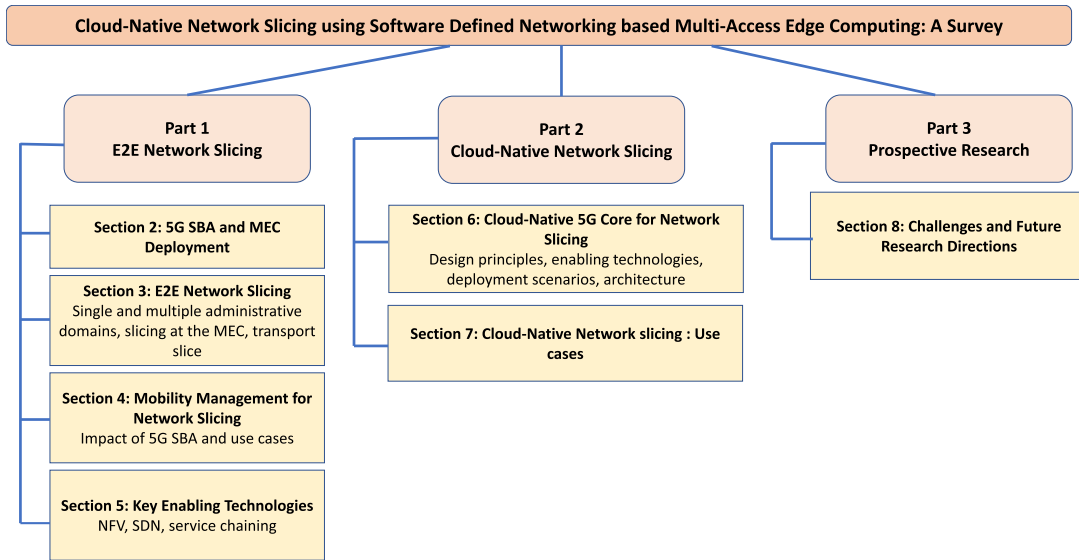 Cloud-Native Network Slicing using Software Defined Networking based Multi-Access Edge Computing: A Survey
Part 1
E2E Network Slicing
Section 2: 5G SBA and MEC
Deployment
Section 3: E2E Network Slicing
Single and multiple administrative
domains, slicing at the MEC, transport
slice
Section 4: Mobility Management for
Network Slicing
Impact of 5G SBA and use cases
Section 5: Key Enabling Technologies
NFV, SDN, service chaining
Part 2
Cloud-Native Network Slicing
Section 6: Cloud-Native 5G Core for Network
Slicing
Design principles, enabling technologies,
deployment scenarios, architecture
Section 7: Cloud-Native Network slicing : Use
cases
Part 3
Prospective Research
Section 8: Challenges and Future
Research Directions